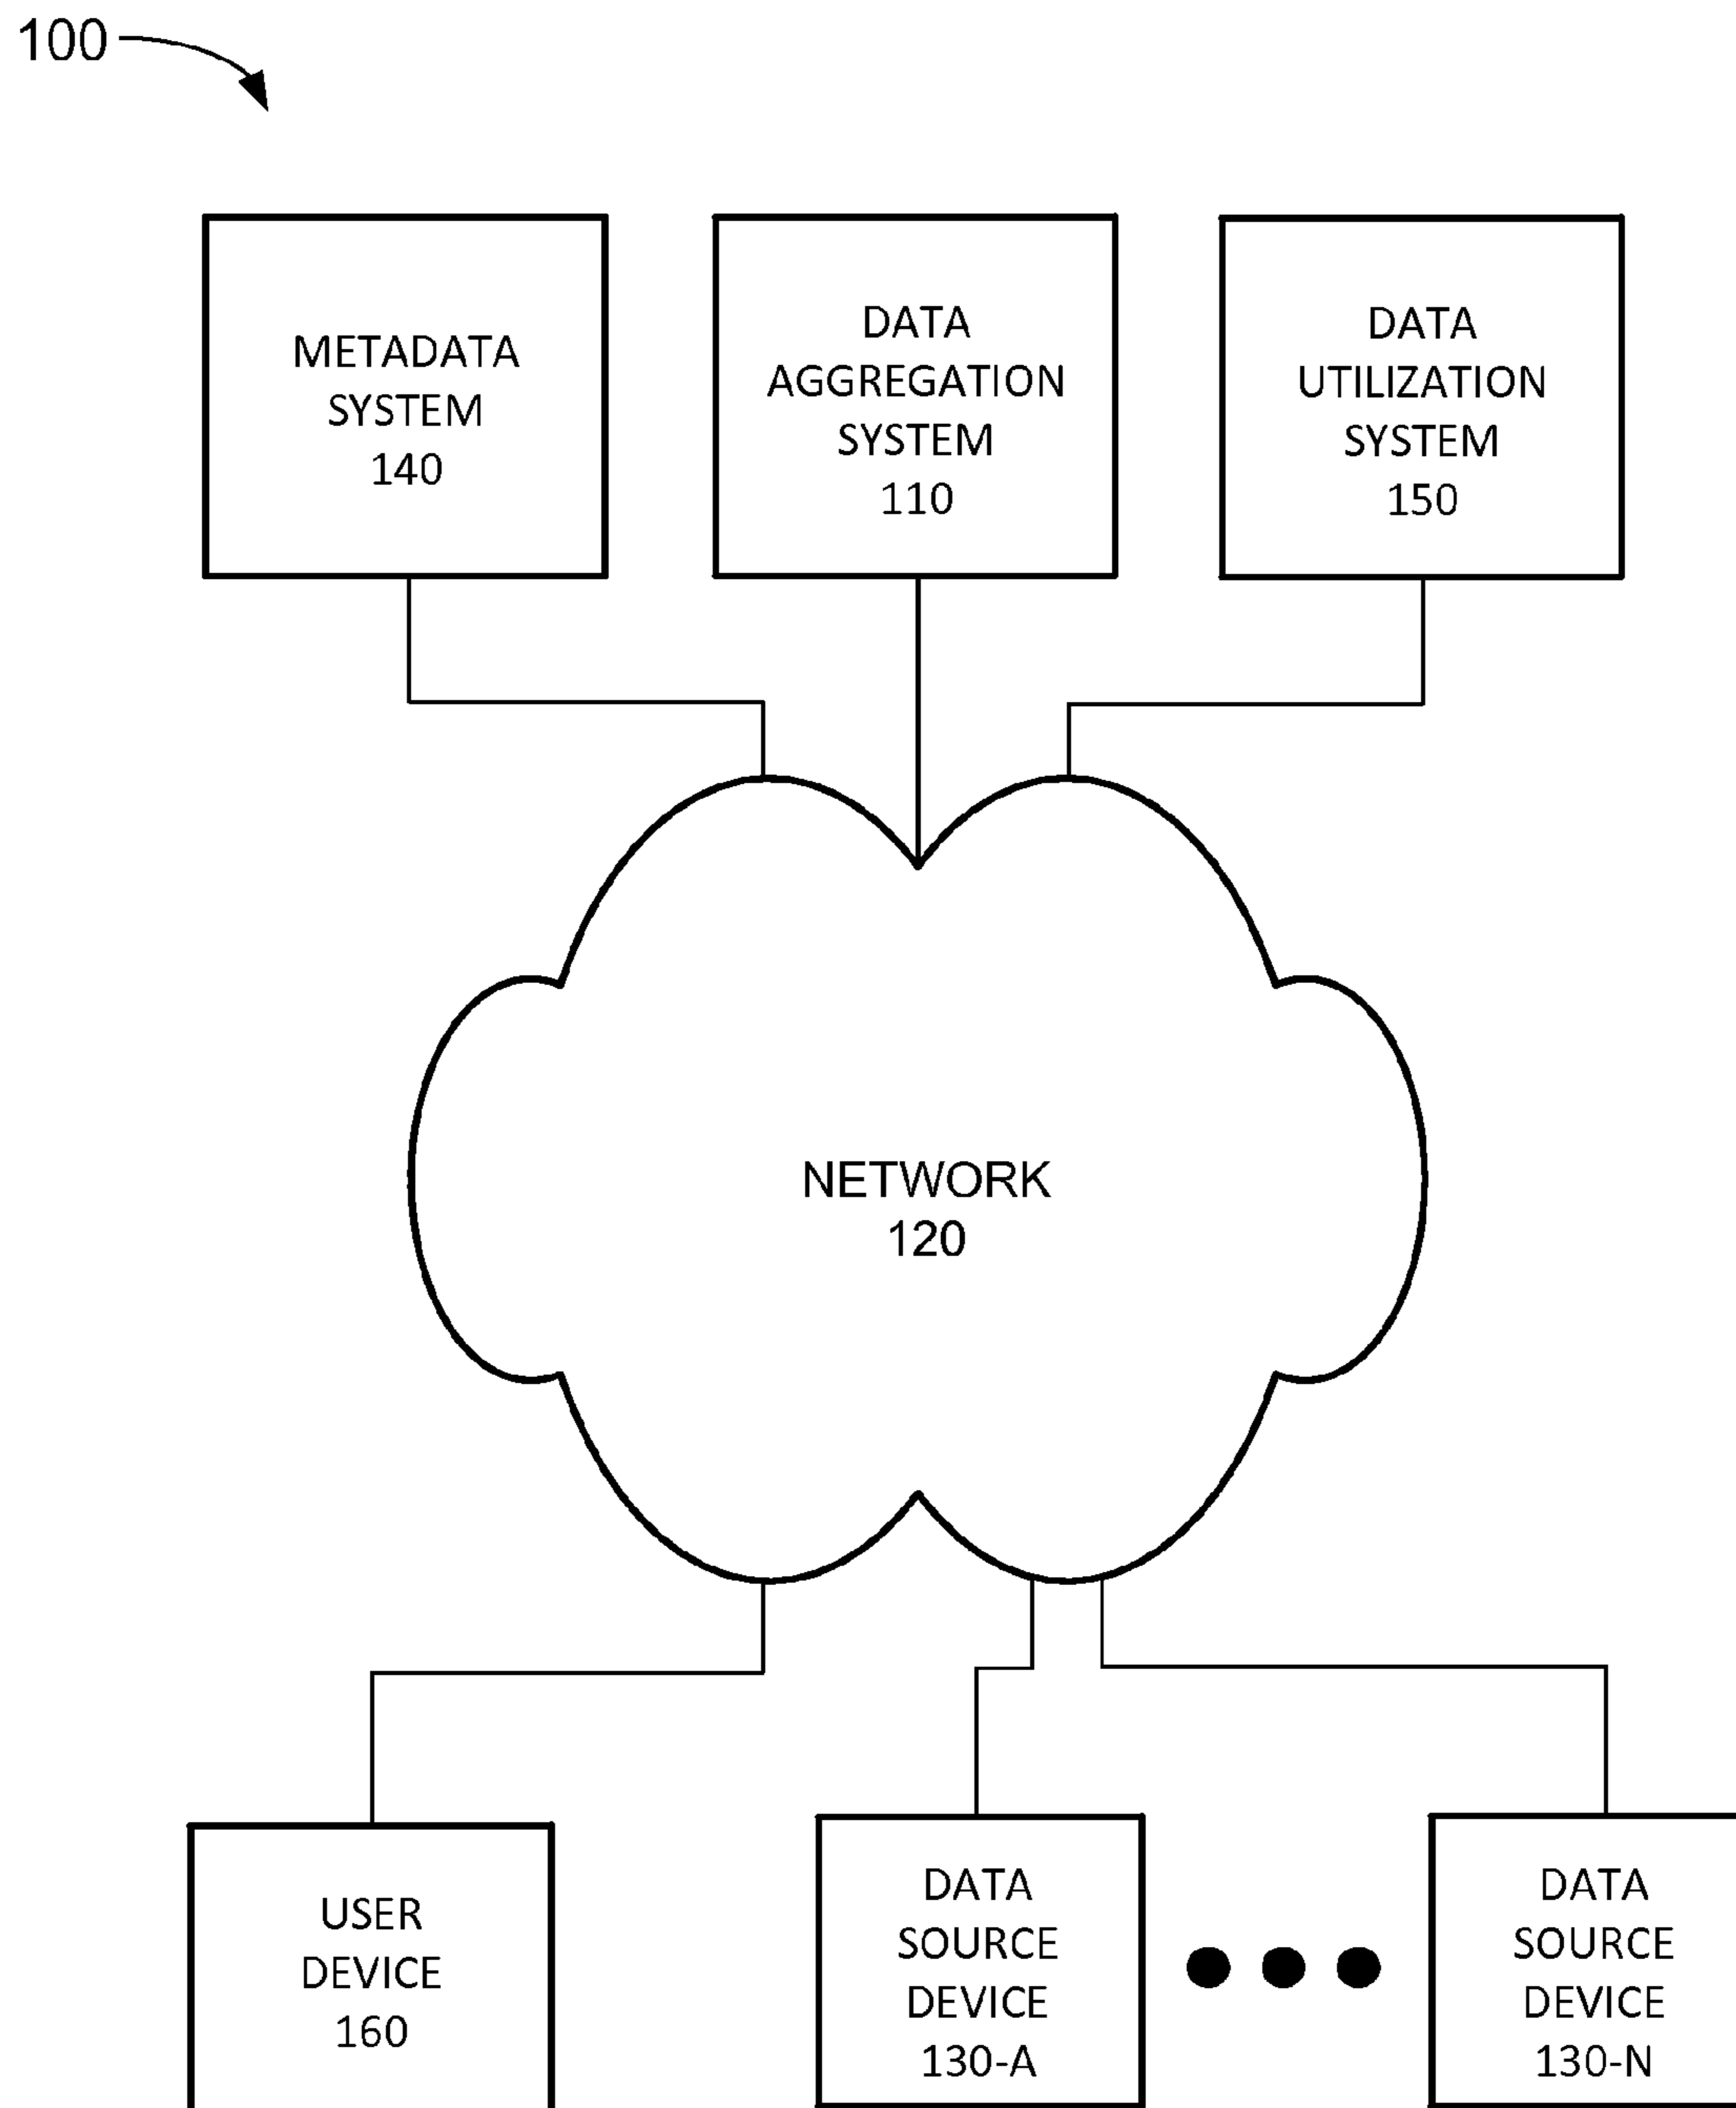 100
METADATA
SYSTEM
140
DATA
AGGREGATION
SYSTEM
110
DATA
UTILIZATION
SYSTEM
150
NETWORK
120
USER
DEVICE
160
DATA
SOURCE
DEVICE
130-A
DATA
SOURCE
DEVICE
130-N